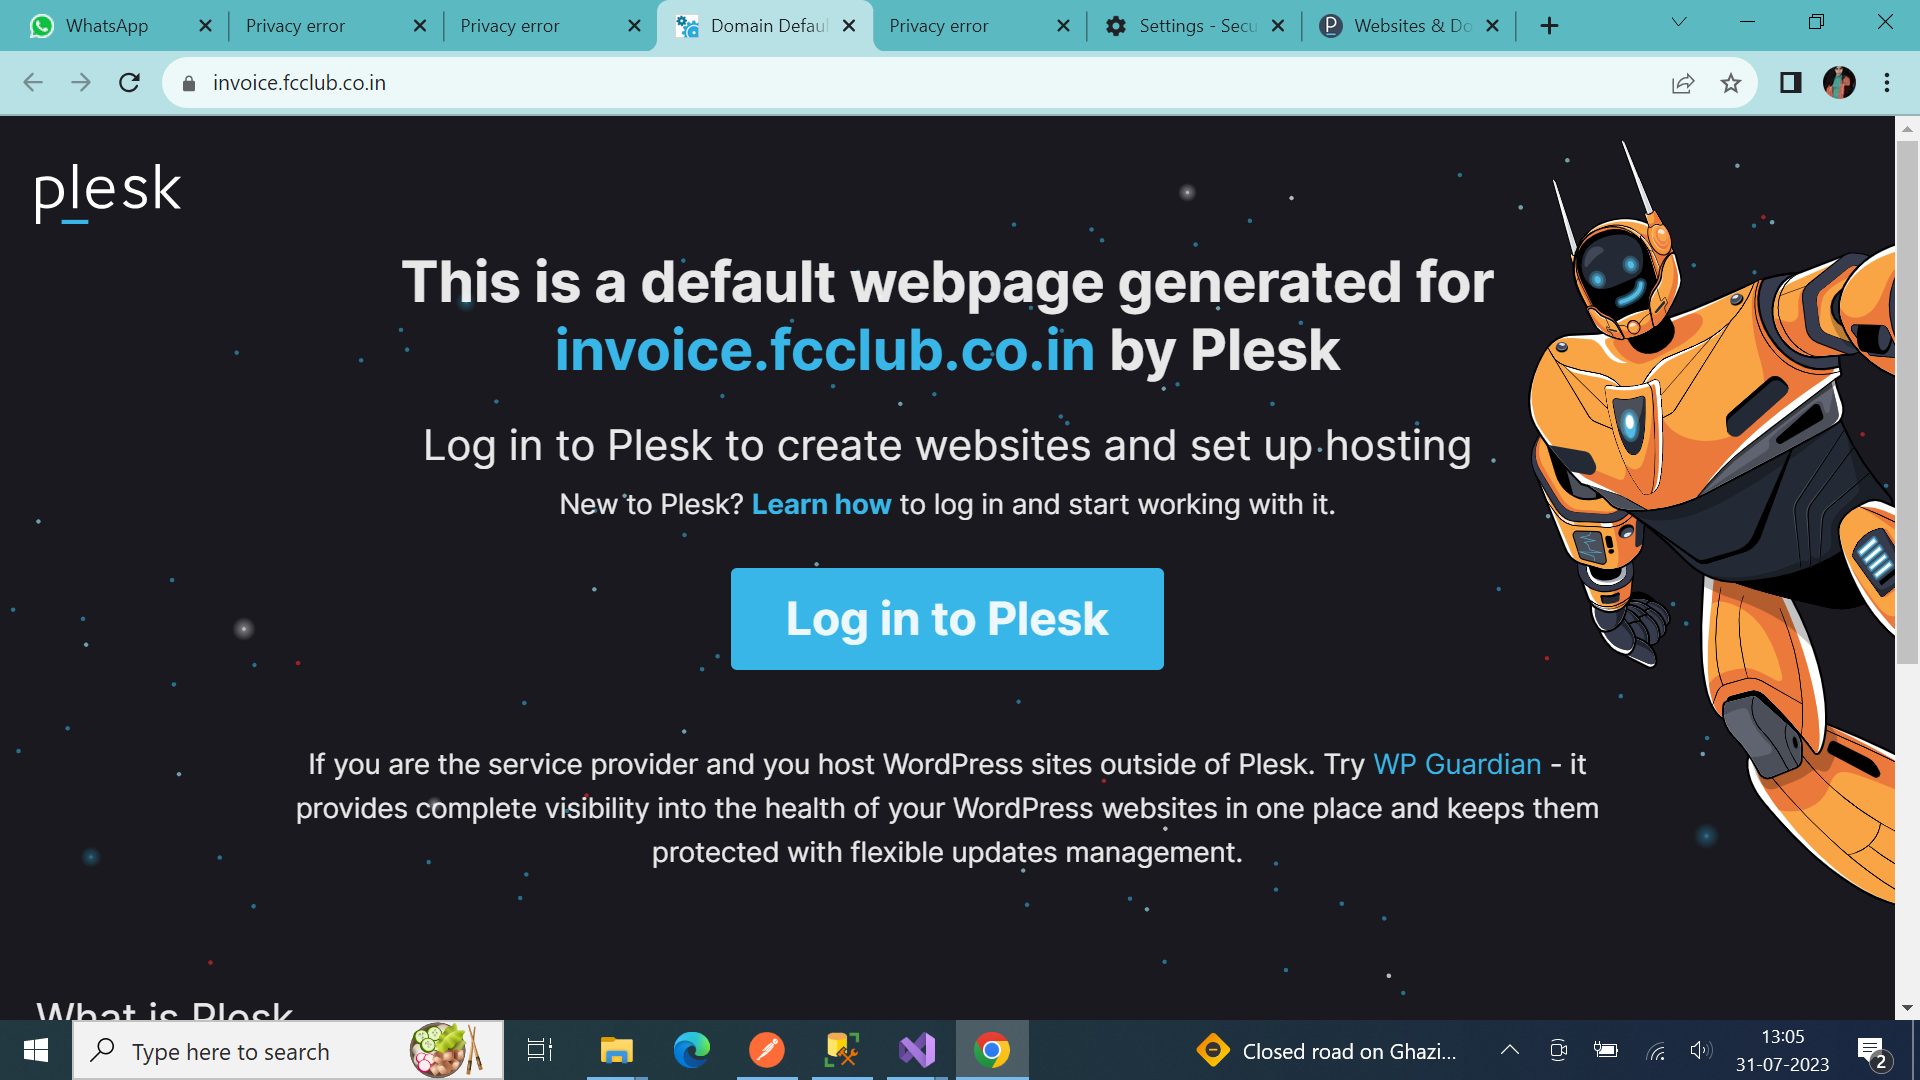 WhatsApp
Privacy error
Privacy error
Domain Defaul
Privacy error
Settings - Secu
Websites & Do
invoice.fcclub.co.in
plesk
This is a default webpage generated for
invoice.fcclub.co.in by Plesk
Log in to Plesk to create websites and set up hosting
New to Plesk? Learn how to log in and start working with it.
Log in to Plesk
If you are the service provider and you host WordPress sites outside of Plesk. Try WP Guardian - it
provides complete visibility into the health of your WordPress websites in one place and keeps them
protected with flexible updates management.
What is Plesk
Type here to search
Closed road on Ghazi...
13:05
31-07-2023
2